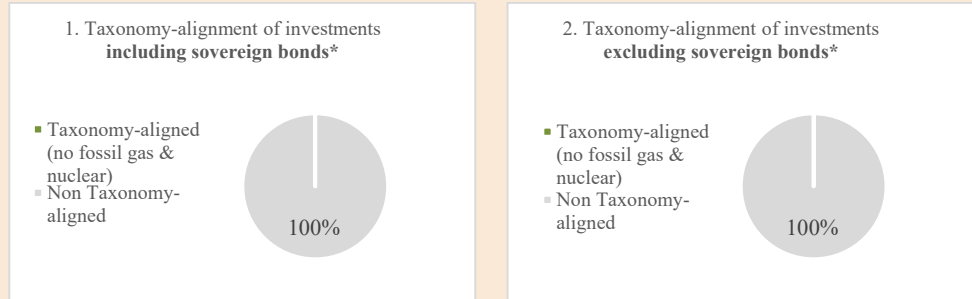 1. Taxonomy-alignment of investments
including sovereign bonds*
Taxonomy-aligned
(no fossil gas &
nuclear)
Non Taxonomy-
aligned
100%
2. Taxonomy-alignment of investments
excluding sovereign bonds*
Taxonomy-aligned
(no fossil gas &
nuclear)
Non Taxonomy-
aligned
100%